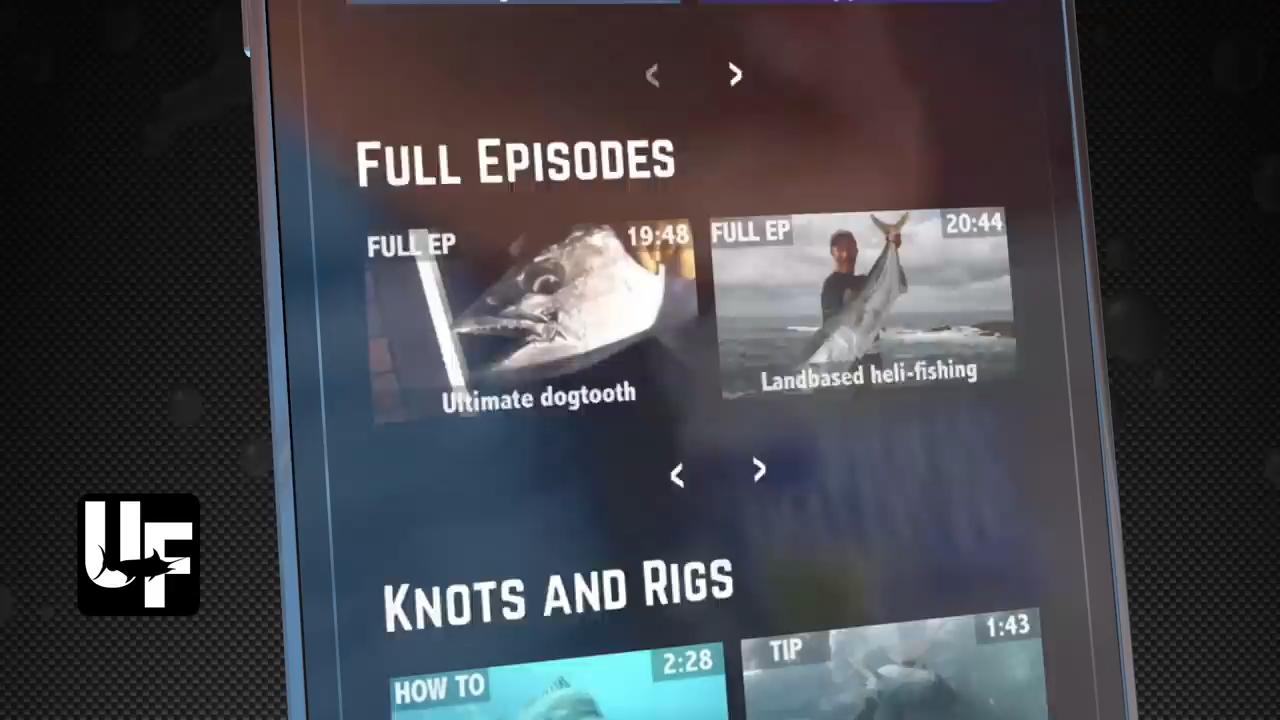 FULL EPISODES
FULL EP
19:48
Ultimate dogtooth
FULL EP
20:44
Landbased heli-fishing
KNOTS AND RIGS
HOW TO
2:28
TIP
1:43
UF